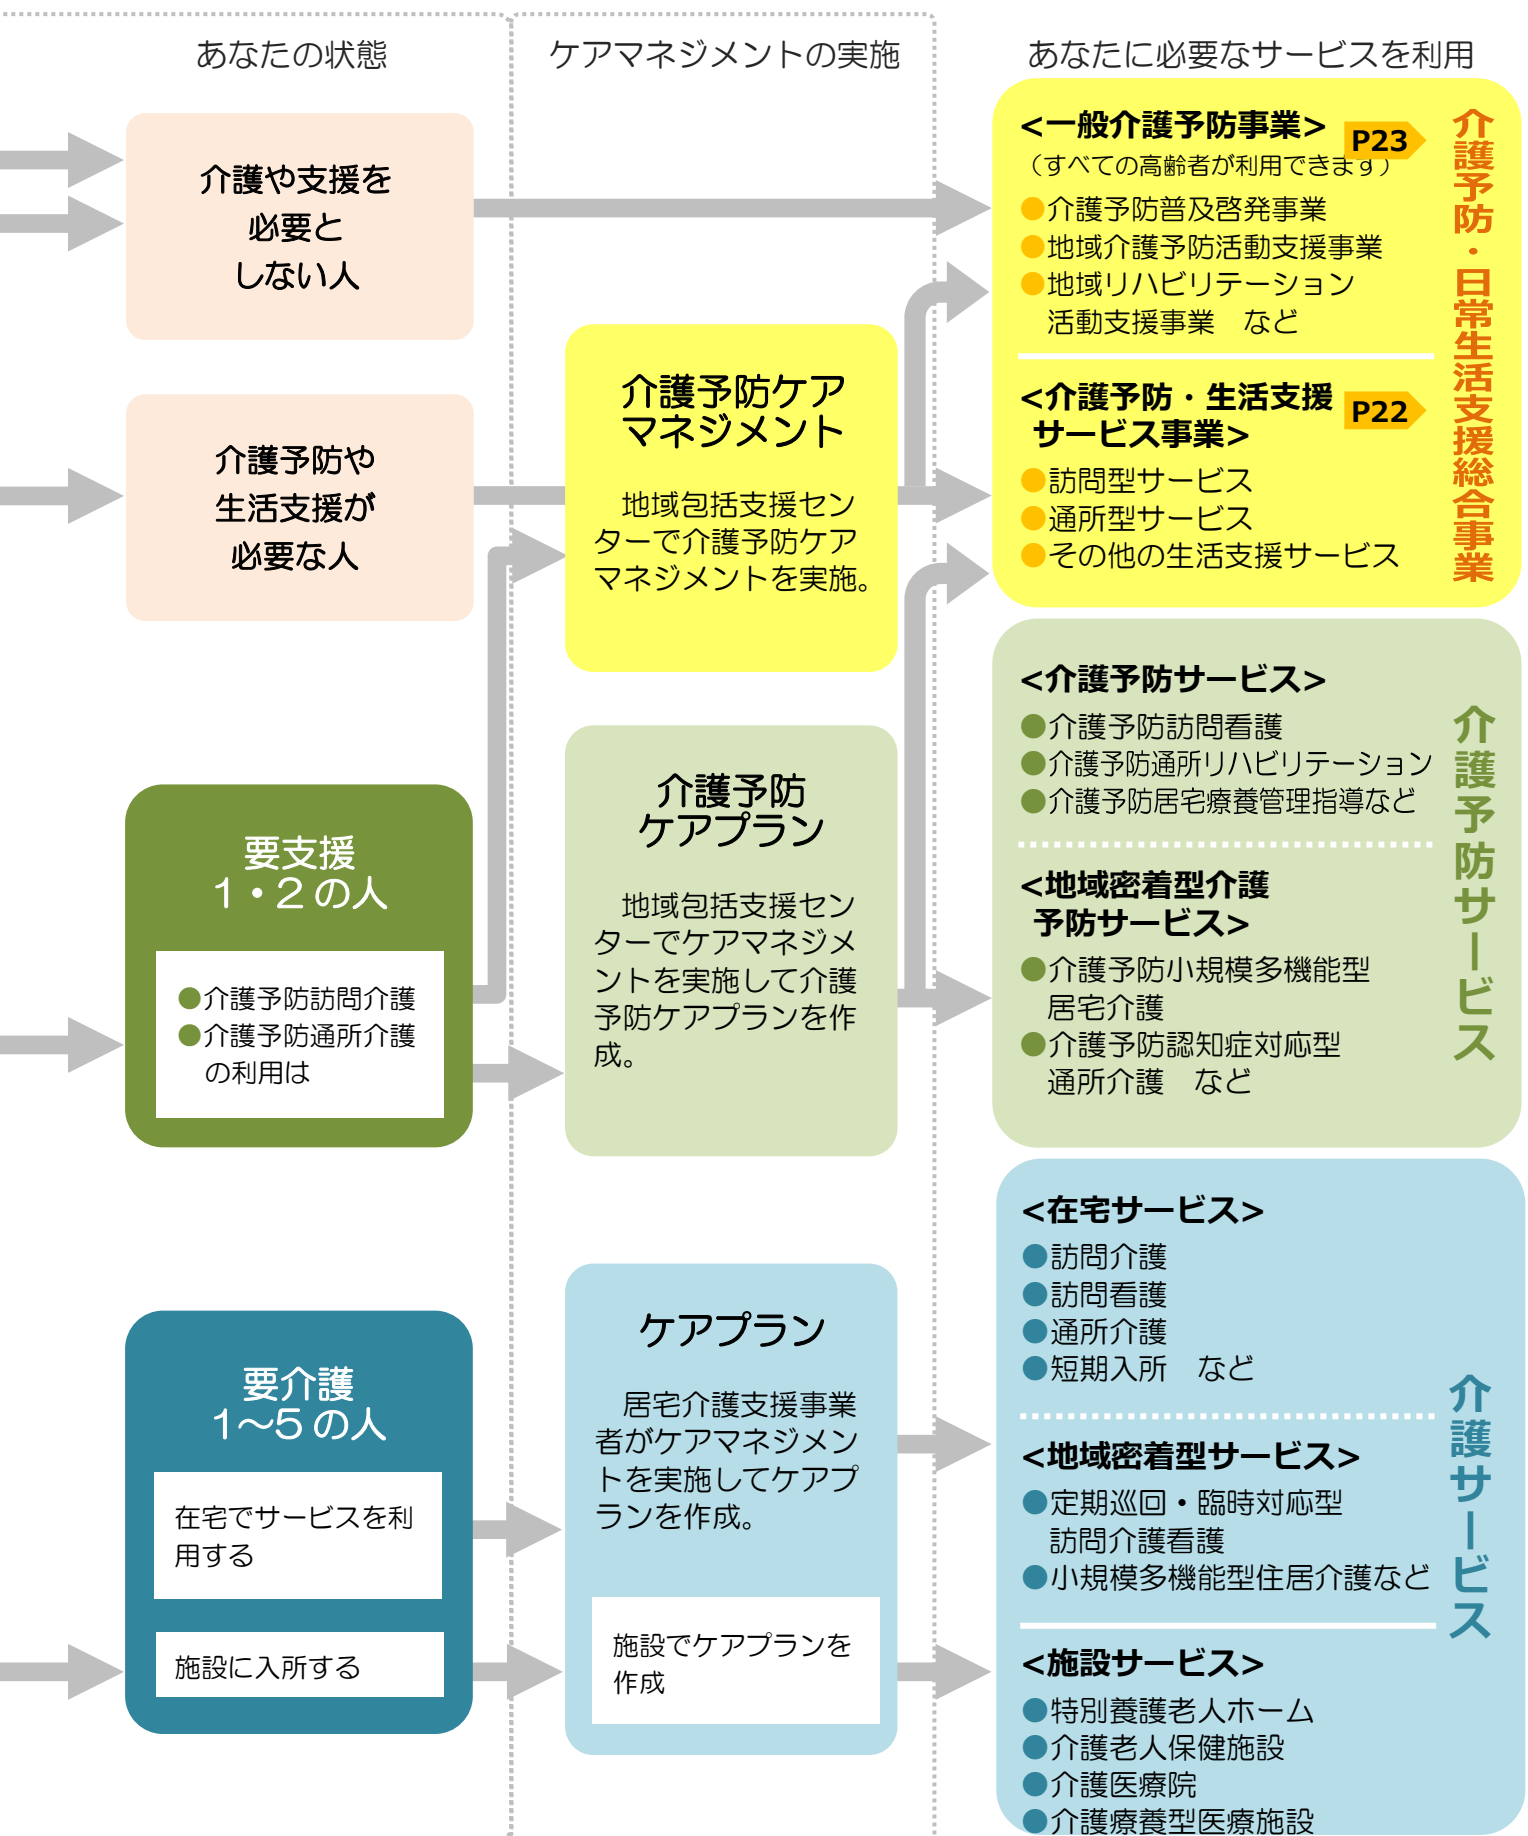 あなたの状態
介護や支援を
必要と
しない人
介護予防や
生活支援が
必要な人
要支援
1・2の人
●介護予防訪問介護
●介護予防通所介護
の利用は
要介護
1～5の人
在宅でサービスを利
用する
施設に入所する
ケアマネジメントの実施
介護予防ケア
マネジメント
地域包括支援セン
ターで介護予防ケア
マネジメントを実施。
介護予防
ケアプラン
地域包括支援セン
ターでケアマネジメ
ントを実施して介護
予防ケアプランを作
成。
ケアプラン
居宅介護支援事業
者がケアマネジメン
トを実施してケアプ
ランを作成。
施設でケアプランを
作成
あなたに必要なサービスを利用
<一般介護予防事業>
P23
（すべての高齢者が利用できます）
●介護予防普及啓発事業
●地域介護予防活動支援事業
●地域リハビリテーション
活動支援事業　など
<介護予防・生活支援
サービス事業>
P22
●訪問型サービス
●通所型サービス
●その他の生活支援サービス
介護予防・日常生活支援総合事業
<介護予防サービス>
●介護予防訪問看護
●介護予防通所リハビリテーション
●介護予防居宅療養管理指導など
<地域密着型介護
予防サービス>
●介護予防小規模多機能型
居宅介護
●介護予防認知症対応型
通所介護　など
介護予防サービス
<在宅サービス>
●訪問介護
●訪問看護
●通所介護
●短期入所　など
<地域密着型サービス>
●定期巡回・臨時対応型
訪問介護看護
●小規模多機能型住居介護など
<施設サービス>
●特別養護老人ホーム
●介護老人保健施設
●介護医療院
●介護療養型医療施設
介護サービス